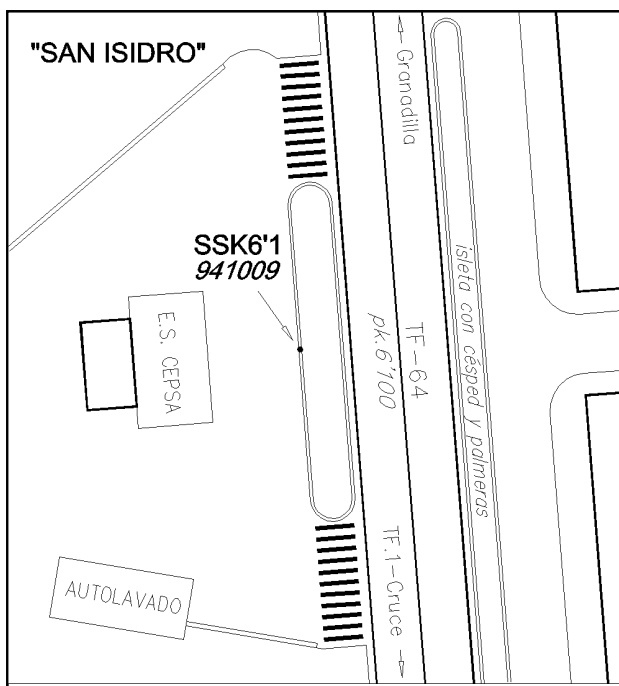 "SAN ISIDRO"
← Granadilla
SSK6'1
941009
isleta con césped y palmeras
E.S. CEPSA
TF-64
pk.6'100
AUTOLAVADO
TF.1-Cruce →